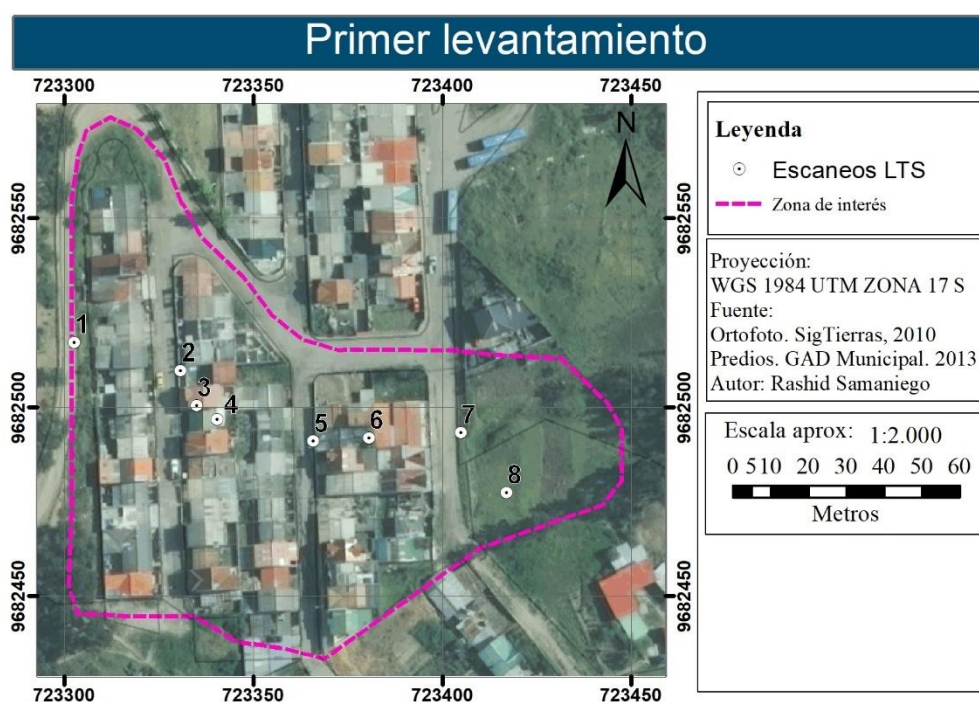 Primer levantamiento
723300 723350 723400 723450
N
9682550
9682550
1
2
3
4
5
6
7
8
9682500
9682500
9682450
9682450
723300 723350 723400 723450
Leyenda
Escaneos LTS
Zona de interés
Proyección:
WGS 1984 UTM ZONA 17 S
Fuente:
Ortofoto. SigTierras, 2010
Predios. GAD Municipal. 2013
Autor: Rashid Samaniego
Escala aprox: 1:2.000
0 510 20 30 40 50 60
Metros